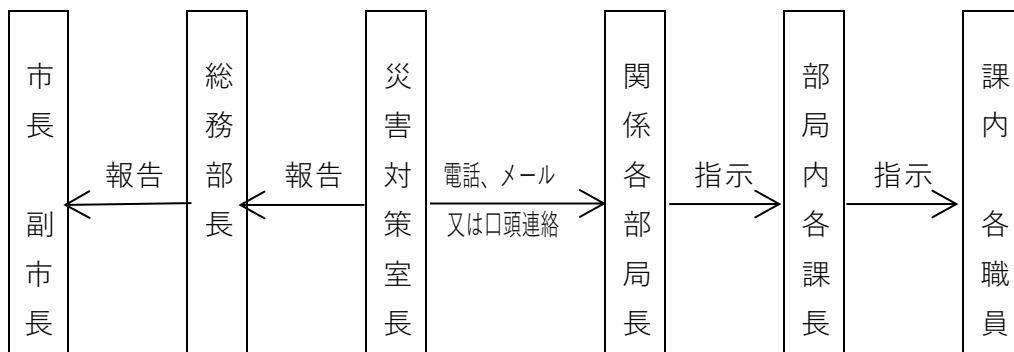 市長　副市長
報告
総務部長
報告
災害対策室長
電話、メール
又は口頭連絡
関係各部局長
指示
部局内各課長
指示
課内　各職員